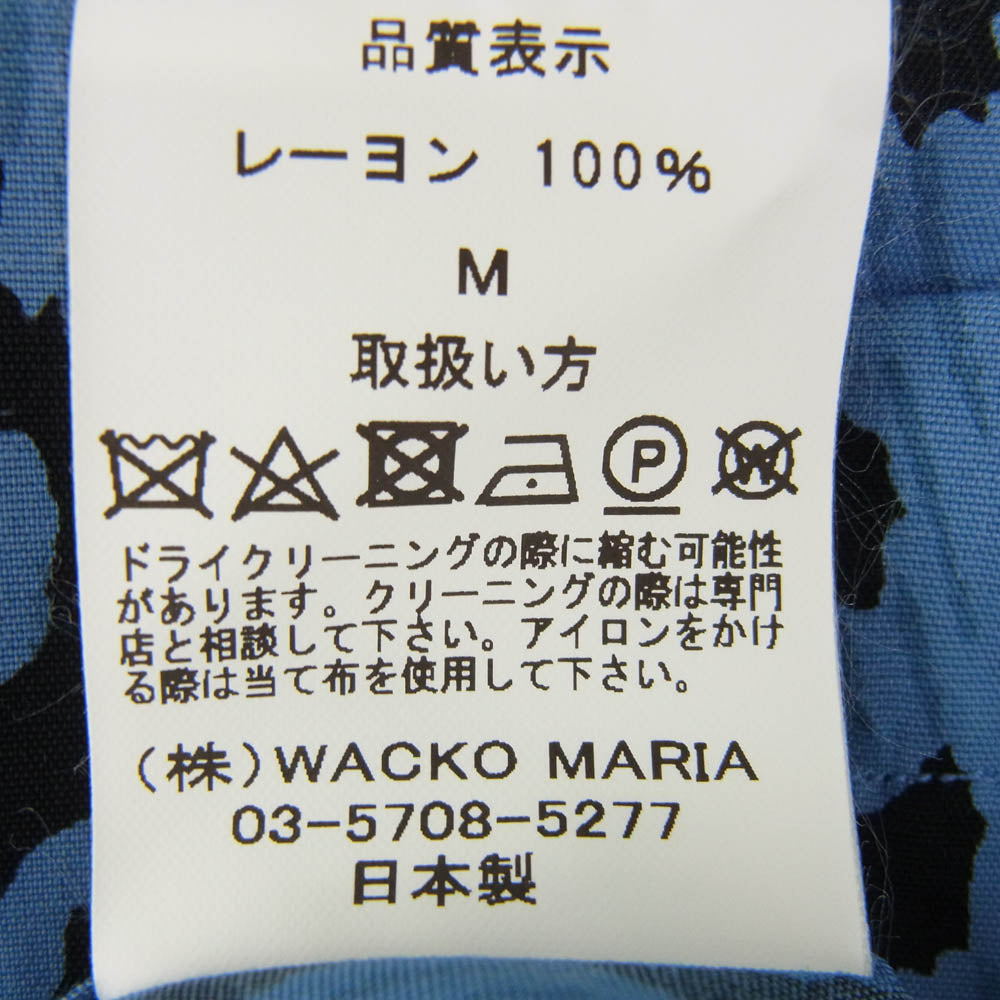 品質表示
レーヨン 100%
M
取扱い方
P W
ドライクリーニングの際に縮む可能性
があります。クリーニングの際は専門
店と相談して下さい。アイロンをかけ
る際は当て布を使用して下さい。
(株)WACKO MARIA
03-5708-5277
日本製